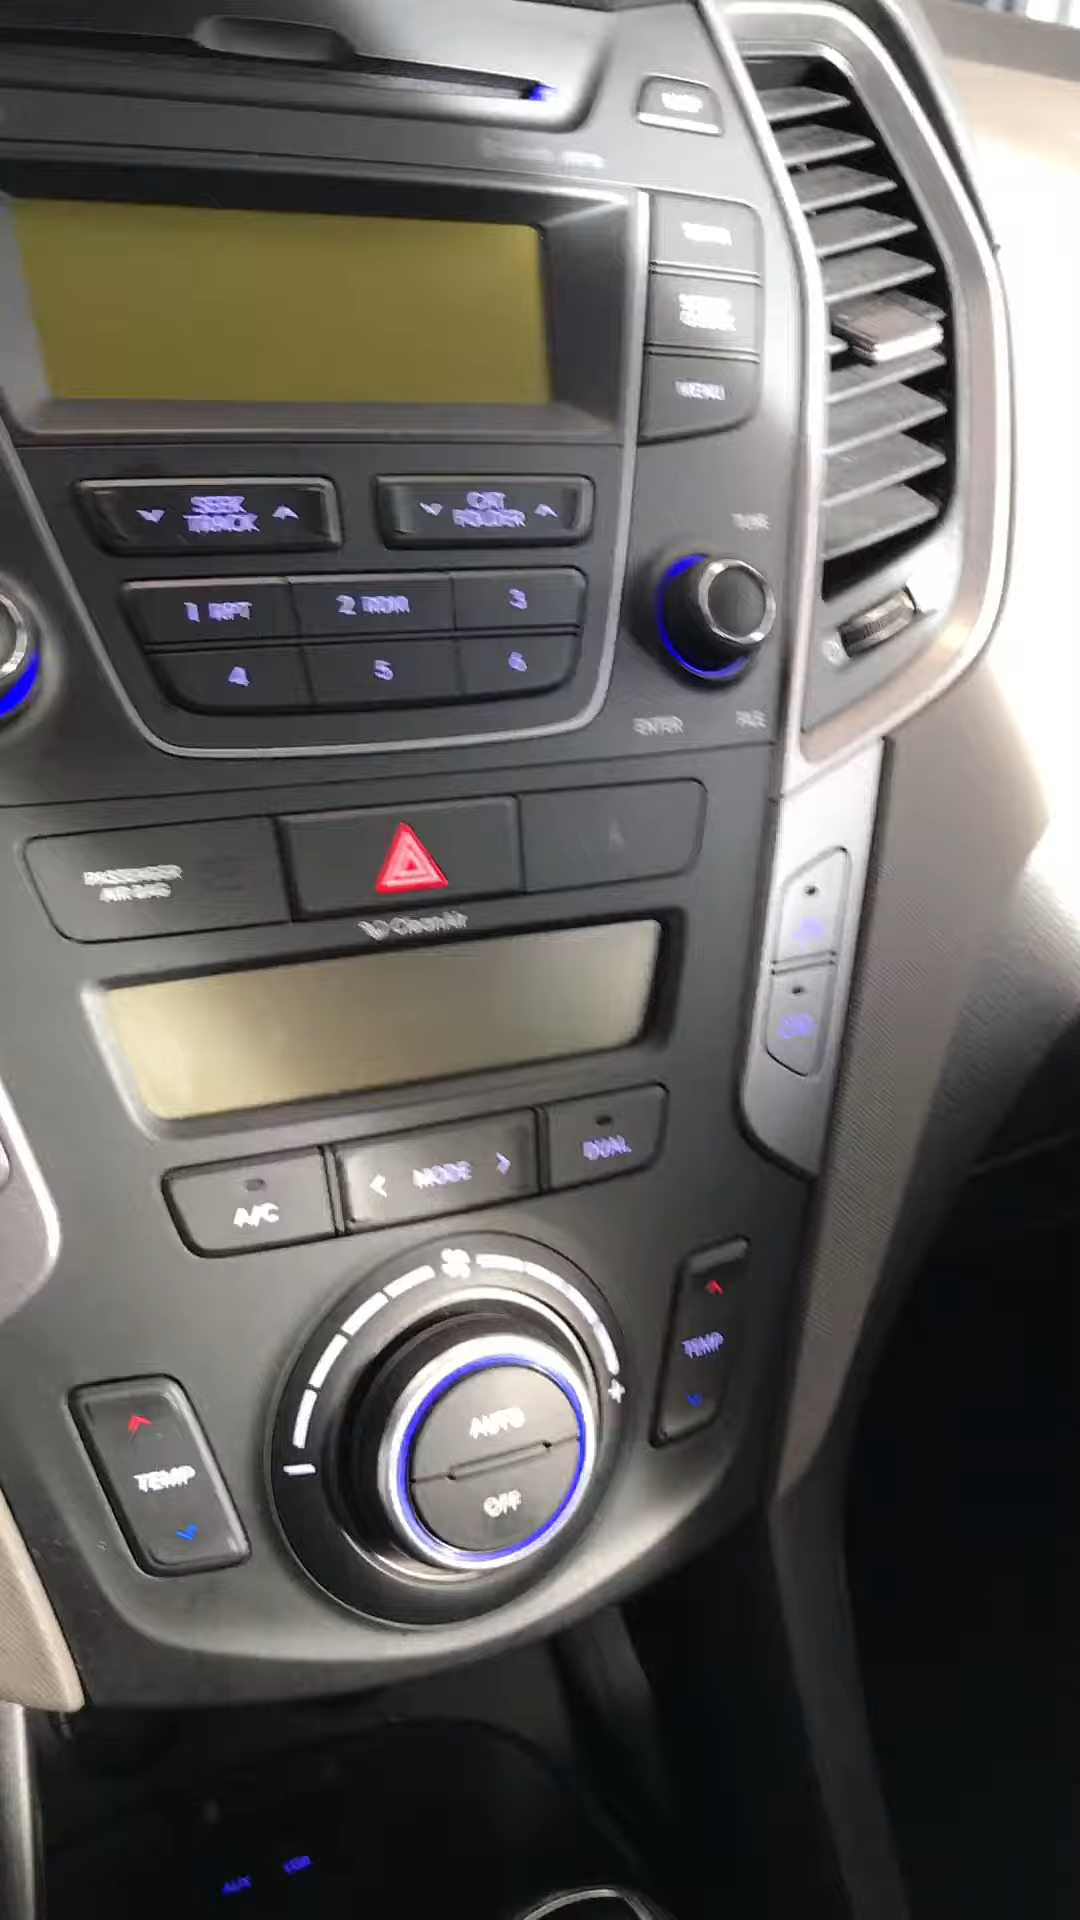 SEEK
TRACK
CAT
FOLDER
MENU
TUNE
1 RPT
2 RDM
3
4
5
6
ENTER
PASSENGER
AIR BAG
CleanAir
A/C
< MODE >
DUAL
TEMP
AUTO
TEMP
OFF
AUX